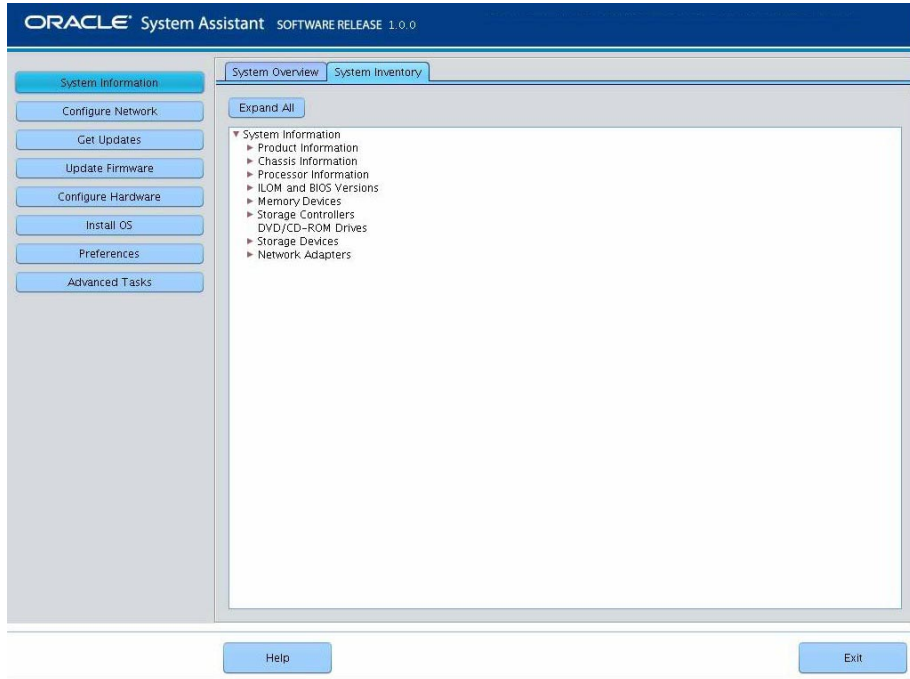 ORACLE System Assistant SOFTWARE RELEASE 1.0.0
System Information
Configure Network
Get Updates
Update Firmware
Configure Hardware
Install OS
Preferences
Advanced Tasks
System Overview System Inventory
Expand All
System Information
Product Information
Chassis Information
Processor Information
ILOM and BIOS Versions
Memory Devices
Storage Controllers
DVD/CD-ROM Drives
Storage Devices
Network Adapters
Help Exit